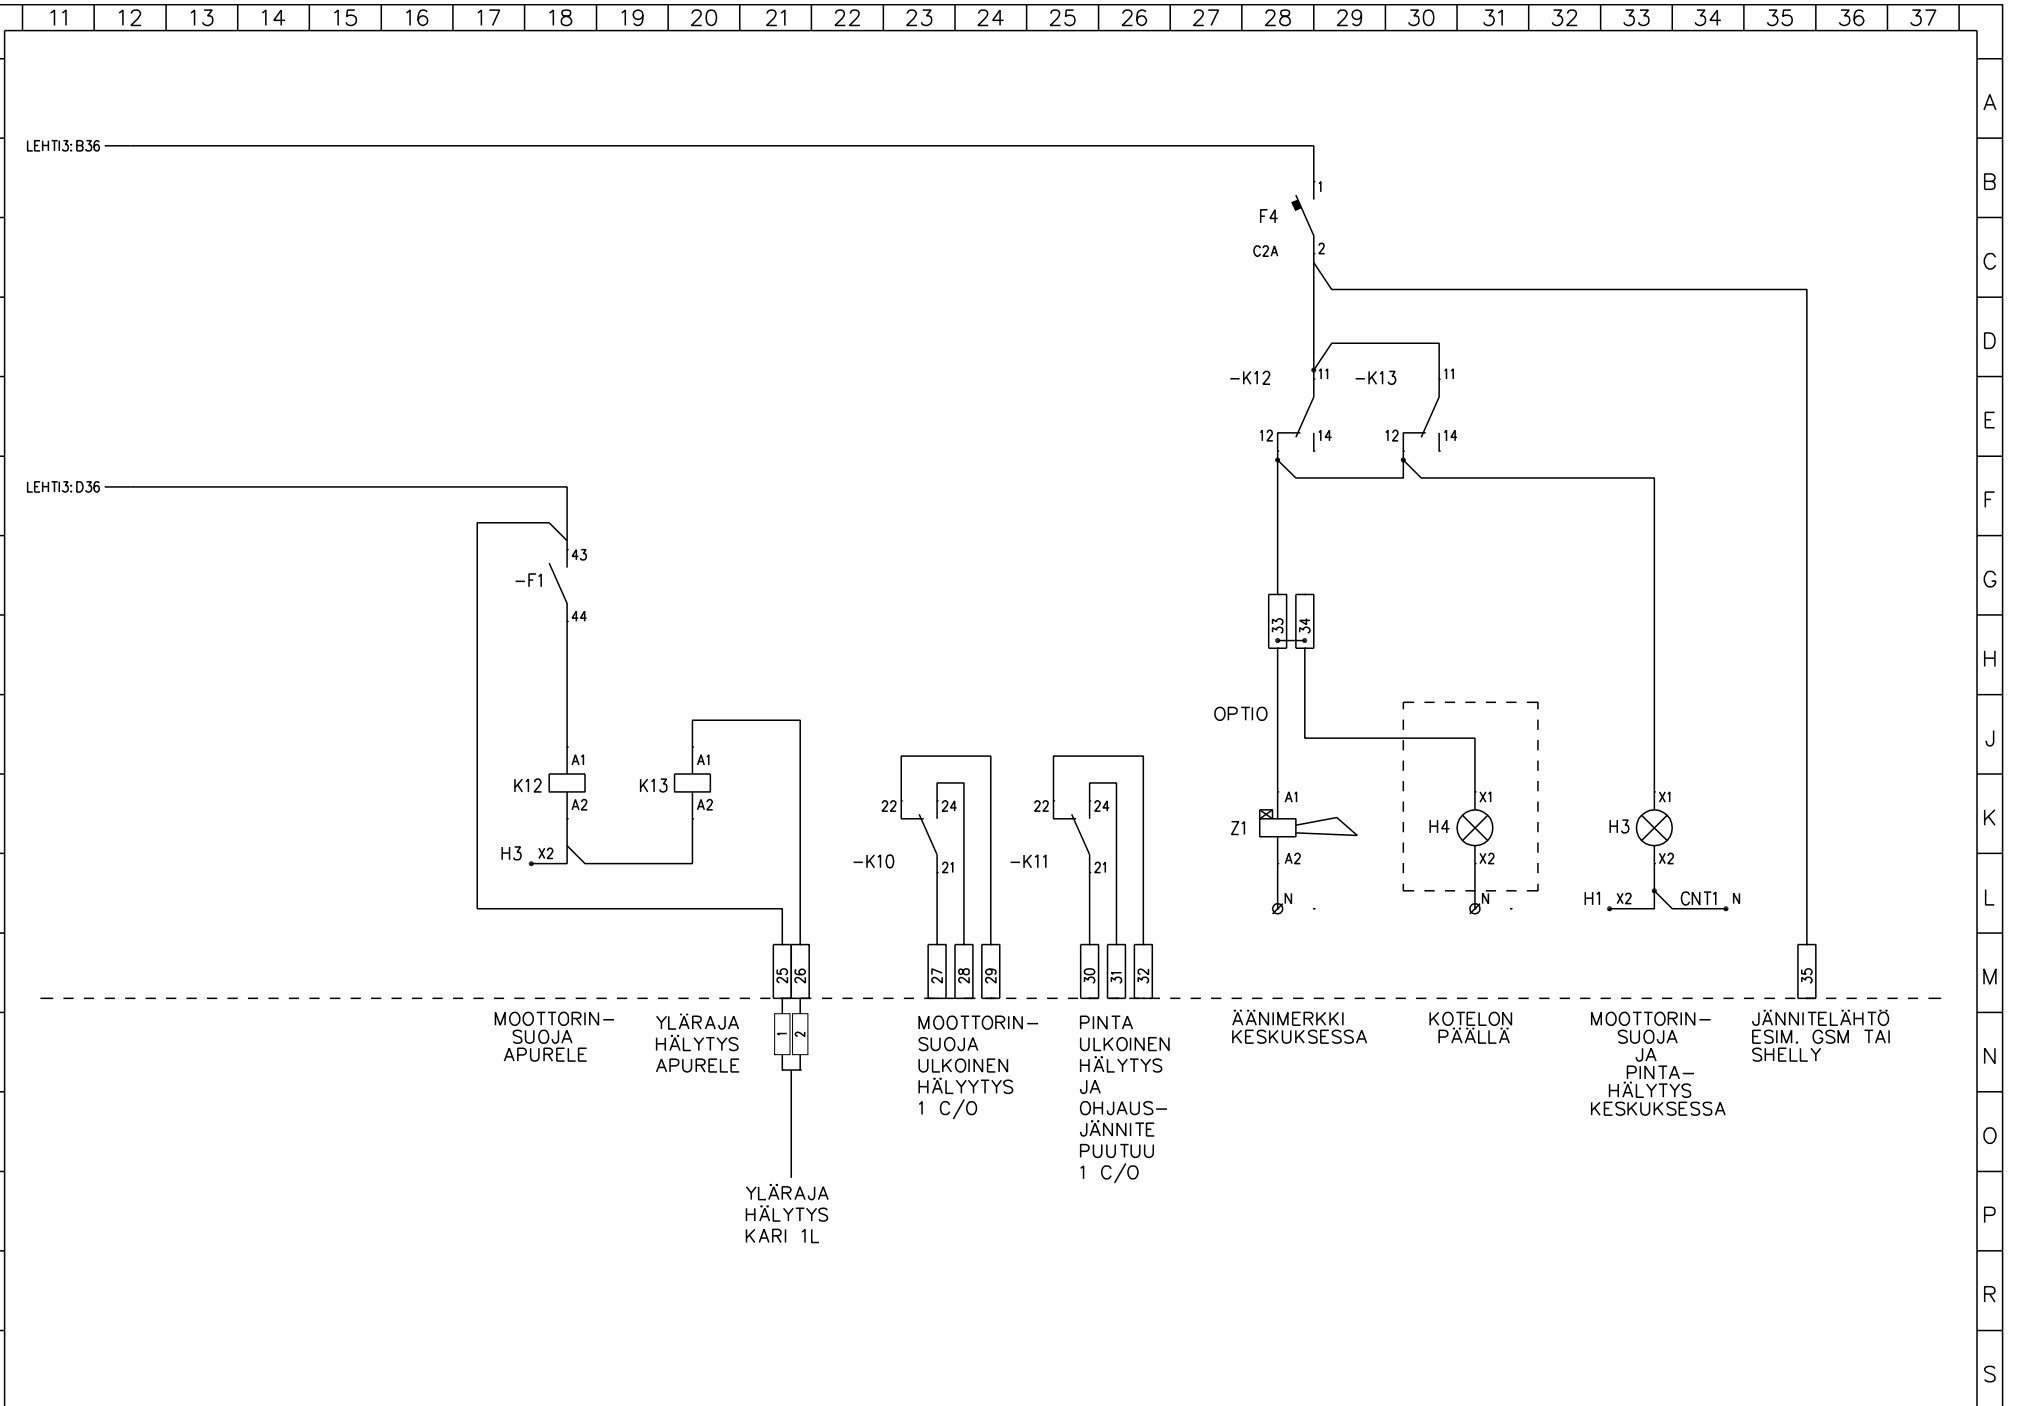 11 12 13 14 15 16 17 18 19 20 21 22 23 24 25 26 27 28 29 30 31 32 33 34 35 36 37
A
LEHTI3:B36
B
1
F4
C2A
2
C
D
-K12
11
-K13
11
E
12
14
12
14
LEHTI3:D36
F
43
-F1
44
G
33
34
H
OPTIO
J
A1
K12
A2
A1
K13
A2
H3 X2
22
24
-K10
21
22
24
-K11
21
A1
Z1
A2
N
X1
H4
X2
N
X1
H3
X2
H1 X2
CNT1 N
K
L
25
26
27
28
29
30
31
32
35
M
1
2
MOOTTORIN-
SUOJA
APURELE
YLÄRAJA
HÄLYTYS
APURELE
MOOTTORIN-
SUOJA
ULKOINEN
HÄLYYTYS
1 C/O
PINTA
ULKOINEN
HÄLYTYS
JA
OHJAUS-
JÄNNITE
PUUTUU
1 C/O
ÄÄNIMERKKI
KESKUKSESSA
KOTELON
PÄÄLLÄ
MOOTTORIN-
SUOJA
JA
PINTA-
HÄLYTYS
KESKUKSESSA
JÄNNITELÄHTÖ
ESIM. GSM TAI
SHELLY
N
O
YLÄRAJA
HÄLYTYS
KARI 1L
P
R
S